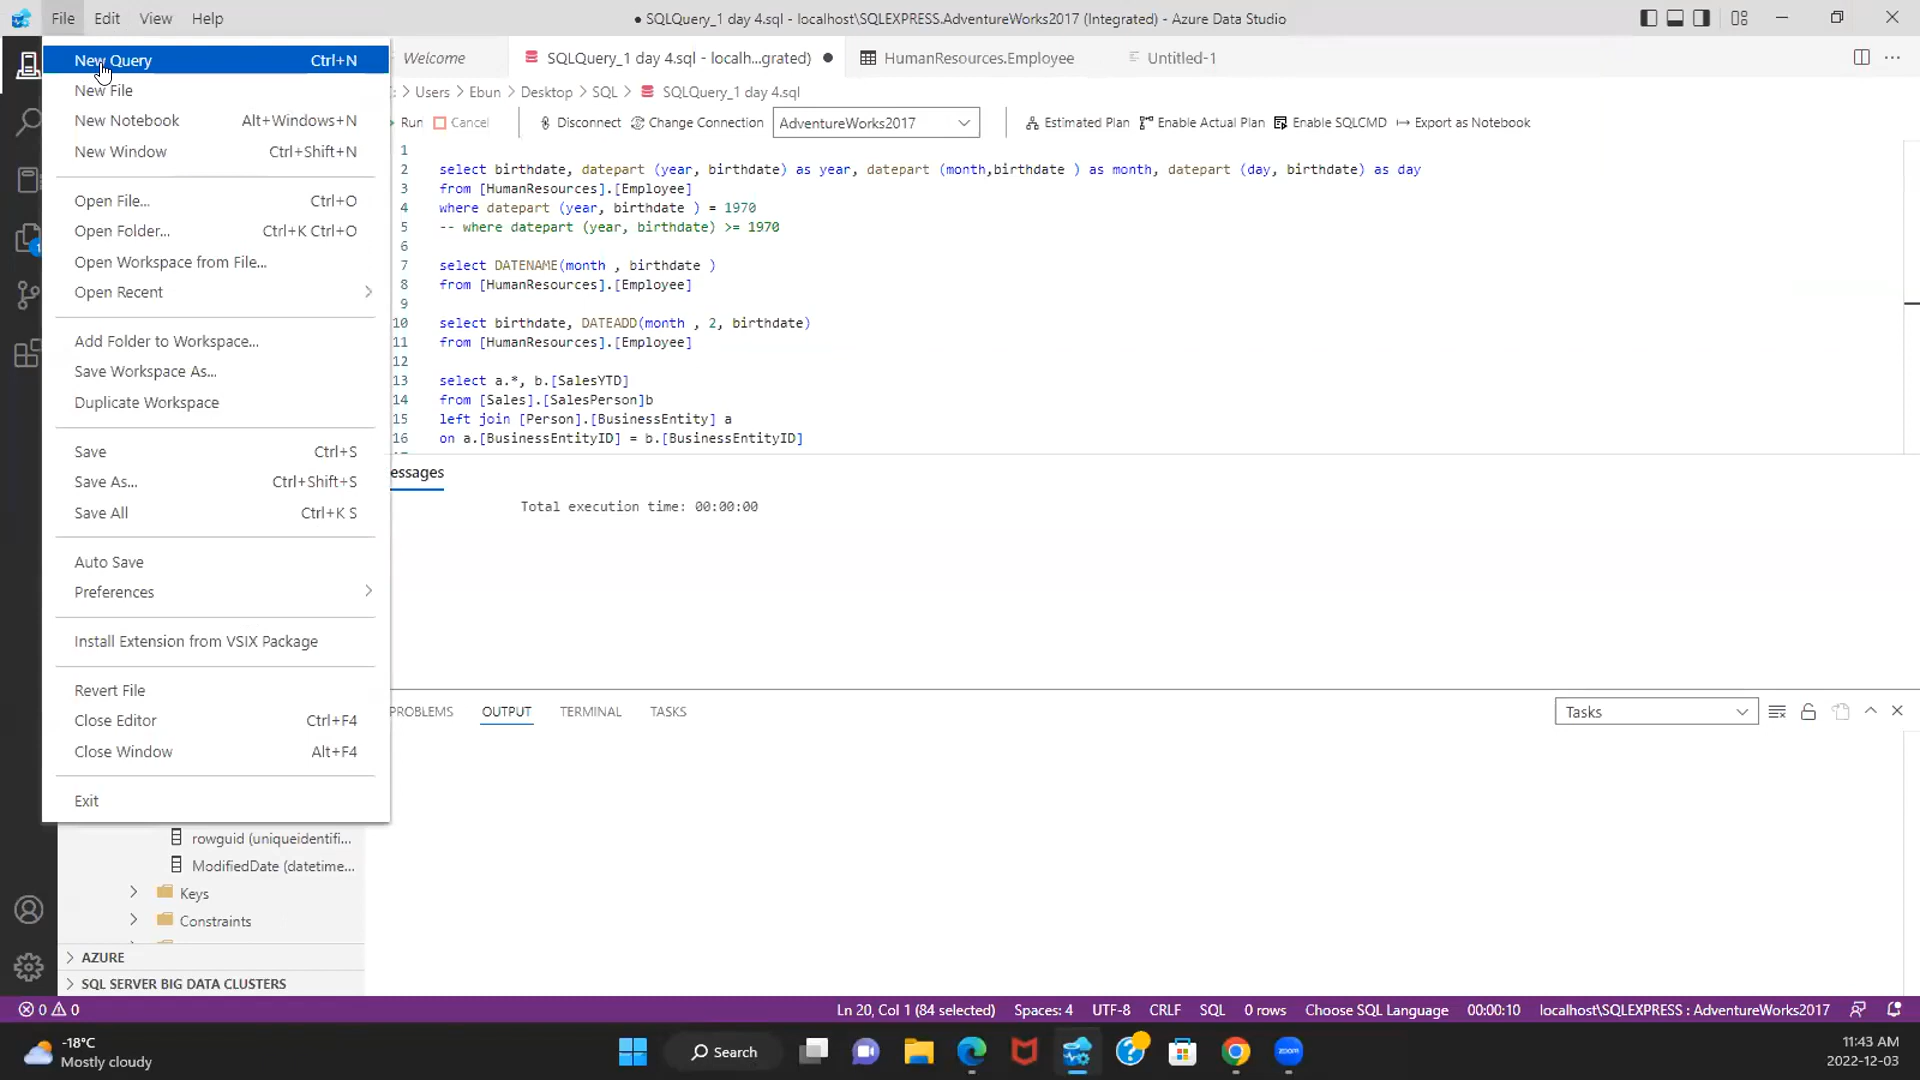 File Edit View Help
● SQLQuery_1 day 4.sql - localhost\SQLEXPRESS.AdventureWorks2017 (Integrated) - Azure Data Studio
New Query Ctrl+N
New File
New Notebook Alt+Windows+N
New Window Ctrl+Shift+N
Open File... Ctrl+O
Open Folder... Ctrl+K Ctrl+O
Open Workspace from File...
Open Recent
Add Folder to Workspace...
Save Workspace As...
Duplicate Workspace
Save Ctrl+S
Save As... Ctrl+Shift+S
Save All Ctrl+K S
Auto Save
Preferences
Install Extension from VSIX Package
Revert File
Close Editor Ctrl+F4
Close Window Alt+F4
Exit
1
rowguid (uniqueidentifi...
ModifiedDate (datetime...
Keys
Constraints
AZURE
SQL SERVER BIG DATA CLUSTERS
Welcome SQLQuery_1 day 4.sql - localh...grated) ● HumanResources.Employee Untitled-1
: > Users > Ebun > Desktop > SQL > SQLQuery_1 day 4.sql
Run Cancel Disconnect Change Connection AdventureWorks2017 Estimated Plan Enable Actual Plan Enable SQLCMD Export as Notebook
1
2 select birthdate, datepart (year, birthdate) as year, datepart (month,birthdate ) as month, datepart (day, birthdate) as day
3 from [HumanResources].[Employee]
4 where datepart (year, birthdate ) = 1970
5 -- where datepart (year, birthdate) >= 1970
6
7 select DATENAME(month , birthdate )
8 from [HumanResources].[Employee]
9
10 select birthdate, DATEADD(month , 2, birthdate)
11 from [HumanResources].[Employee]
12
13 select a.*, b.[SalesYTD]
14 from [Sales].[SalesPerson]b
15 left join [Person].[BusinessEntity] a
16 on a.[BusinessEntityID] = b.[BusinessEntityID]
essages
Total execution time: 00:00:00
PROBLEMS OUTPUT TERMINAL TASKS Tasks
0 0 Ln 20, Col 1 (84 selected) Spaces: 4 UTF-8 CRLF SQL 0 rows Choose SQL Language 00:00:10 localhost\SQLEXPRESS : AdventureWorks2017
-18°C
Mostly cloudy
Search
zoom
11:43 AM
2022-12-03